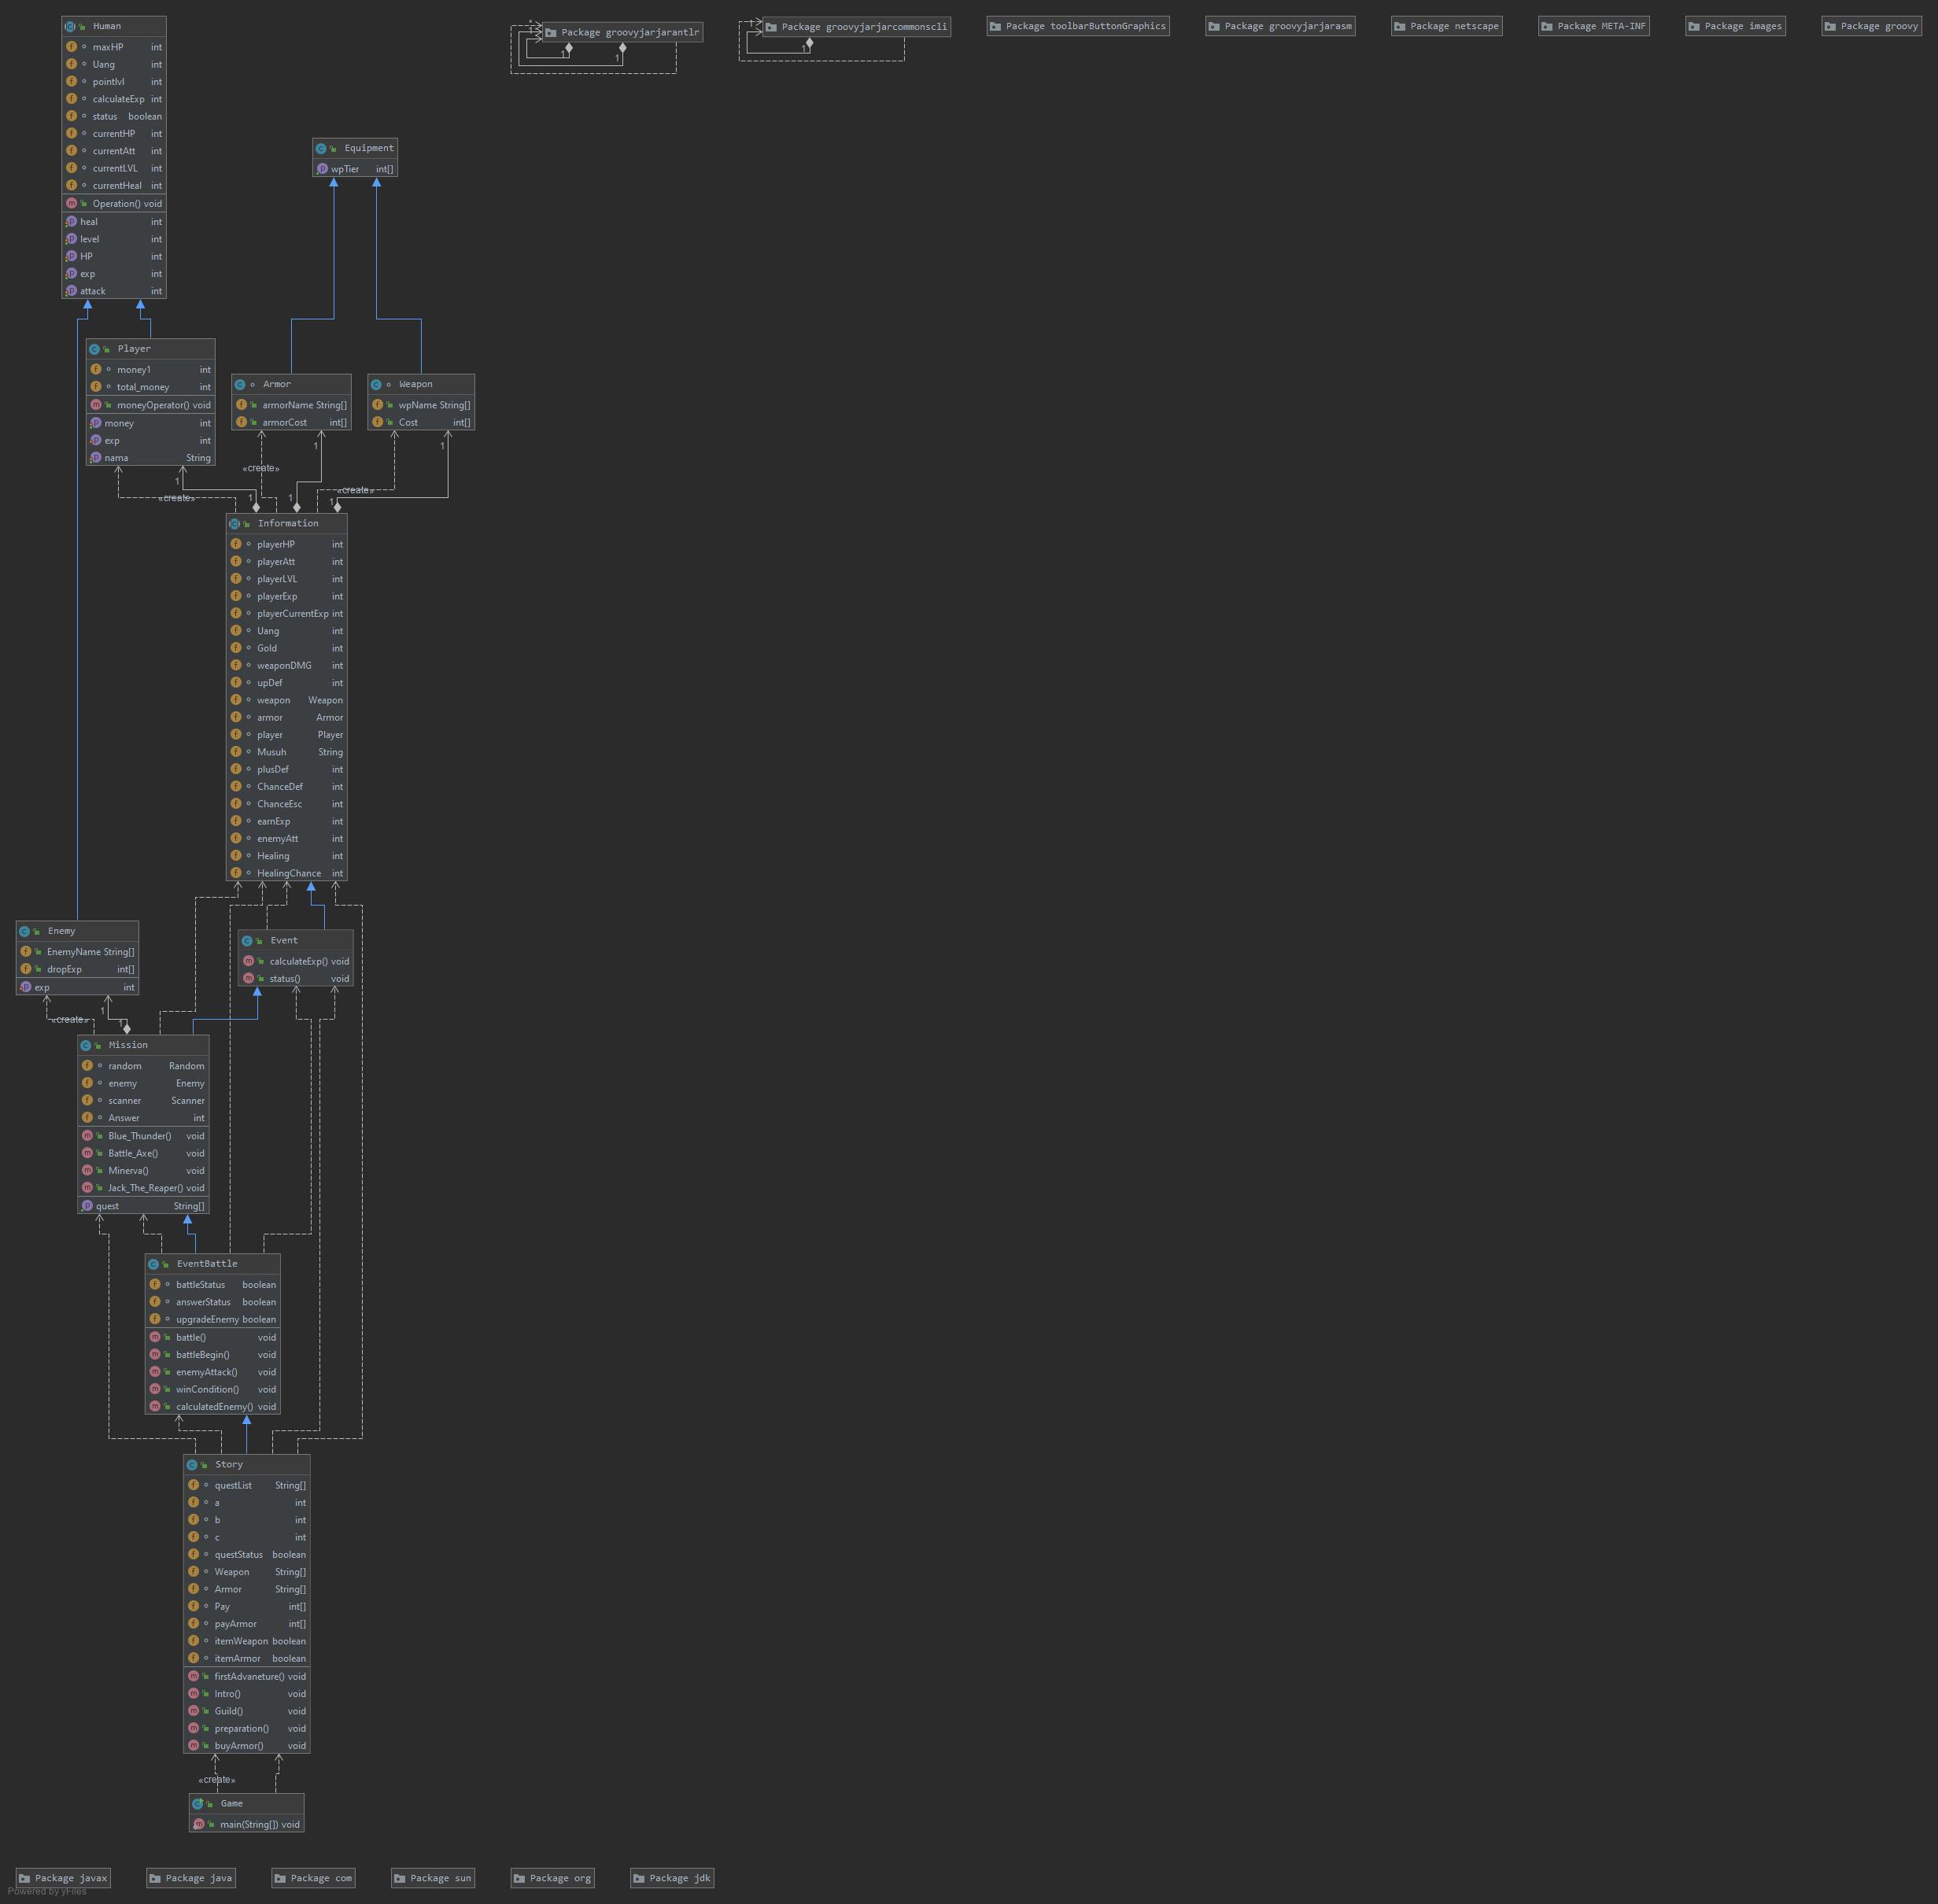 Human
maxHP int
Uang int
pointlvl int
calculateExp int
status boolean
currentHP int
currentAtt int
currentLVL int
currentHeal int
Operation() void
heal int
level int
HP int
exp int
attack int
Package groovyjarjarantlr
* 1
1 1
Package groovyjarjarcommonscli
1
1
Package toolbarButtonGraphics
Package groovyjarjarasm
Package netscape
Package META-INF
Package images
Package groovy
Equipment
wpTier int[]
Player
money1 int
total_money int
moneyOperator() void
money int
exp int
nama String
Armor
armorName String[]
armorCost int[]
Weapon
wpName String[]
Cost int[]
1 1
«create»
1
«create» «create»
1 1 1
Information
playerHP int
playerAtt int
playerLVL int
playerExp int
playerCurrentExp int
Uang int
Gold int
weaponDMG int
upDef int
weapon Weapon
armor Armor
player Player
Musuh String
plusDef int
ChanceDef int
ChanceEsc int
earnExp int
enemyAtt int
Healing int
HealingChance int
Enemy
EnemyName String[]
dropExp int[]
exp int
Event
calculateExp() void
status() void
1
«create» 1
Mission
random Random
enemy Enemy
scanner Scanner
Answer int
Blue_Thunder() void
Battle_Axe() void
Minerva() void
Jack_The_Reaper() void
quest String[]
EventBattle
battleStatus boolean
answerStatus boolean
upgradeEnemy boolean
battle() void
battleBegin() void
enemyAttack() void
winCondition() void
calculatedEnemy() void
Story
questList String[]
a int
b int
c int
questStatus boolean
Weapon String[]
Armor String[]
Pay int[]
payArmor int[]
itemWeapon boolean
itemArmor boolean
firstAdvaneture() void
Intro() void
Guild() void
preparation() void
buyArmor() void
«create»
Game
main(String[]) void
Package javax
Package java
Package com
Package sun
Package org
Package jdk
Powered by yFiles